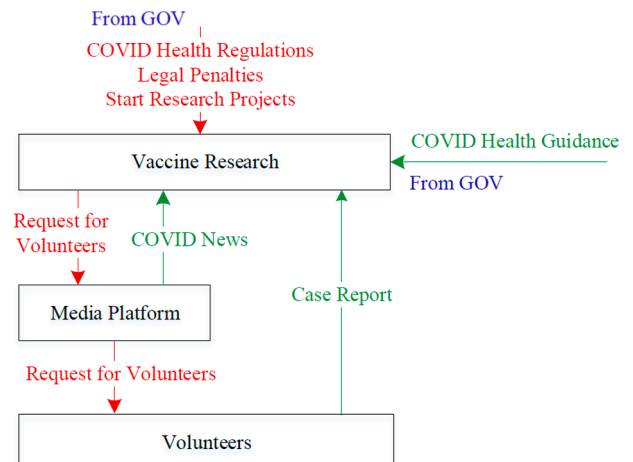 From GOV
COVID Health Regulations
Legal Penalties
Start Research Projects
COVID Health Guidance
Vaccine Research
From GOV
Request for
Volunteers
COVID News
Case Report
Media Platform
Request for Volunteers
Volunteers